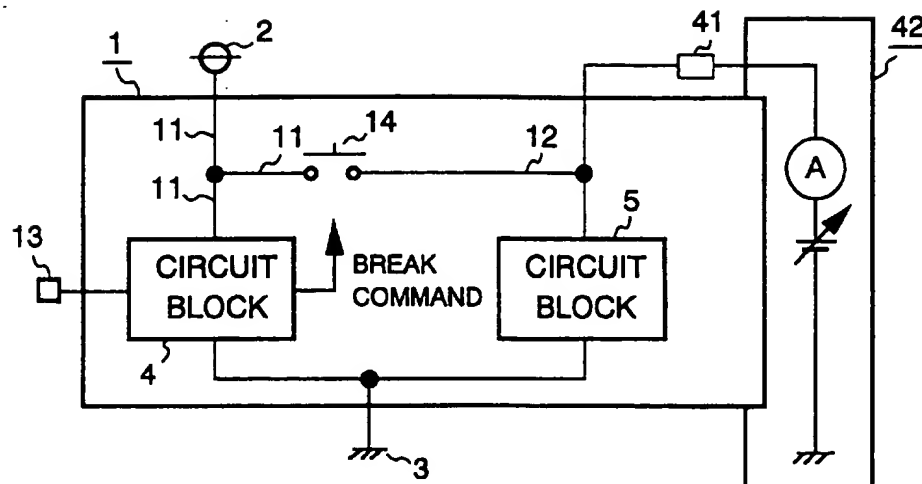 2
41
42
1
11
14
11
12
A
11
5
13
CIRCUIT
BLOCK
BREAK
COMMAND
CIRCUIT
BLOCK
4
3